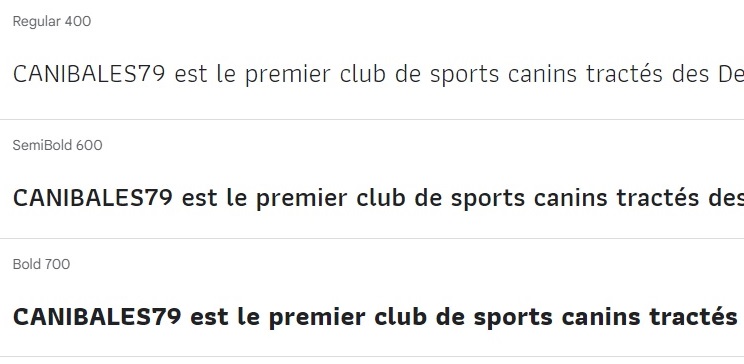 Regular 400
CANIBALES79 est le premier club de sports canins tractés des De
SemiBold 600
CANIBALES79 est le premier club de sports canins tractés des
Bold 700
CANIBALES79 est le premier club de sports canins tractés